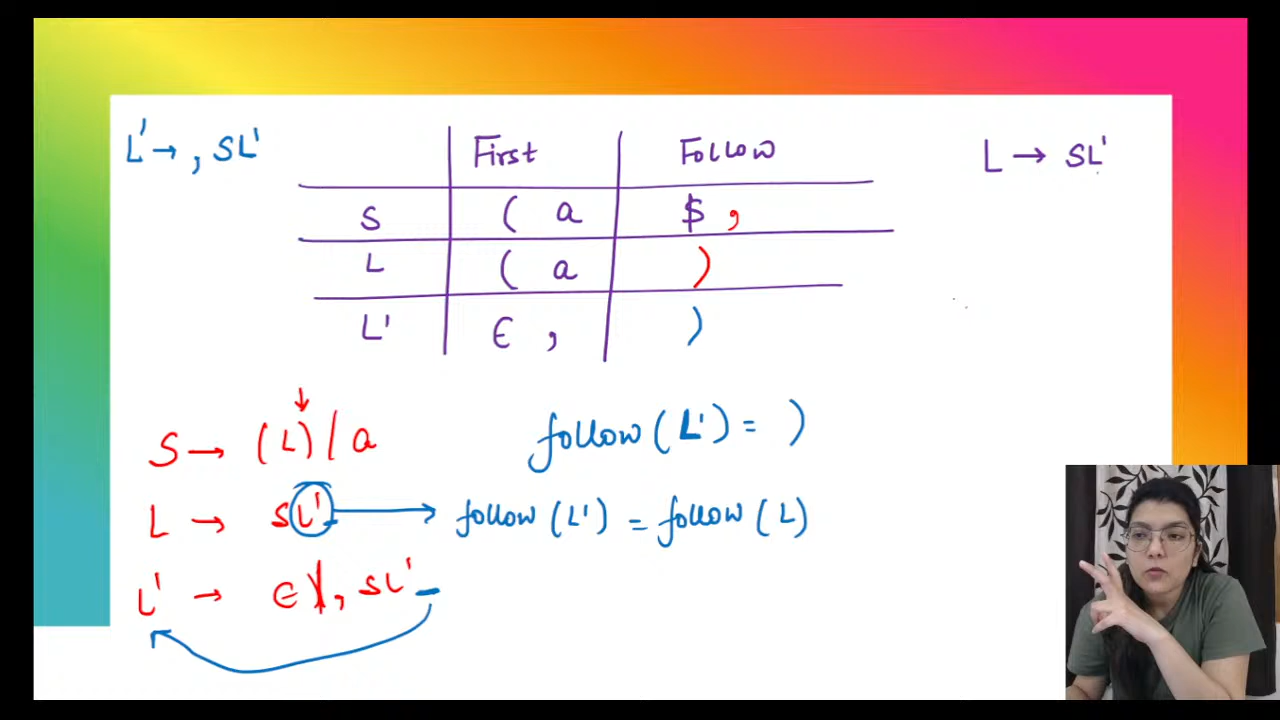 L' → , SL'
L → SL'
First Follow
S ( a $ ,
L ( a )
L' ϵ , )
S → (L) / a
follow (L') = )
L → SL' → follow (L') = follow (L)
L' → ϵ / , SL'